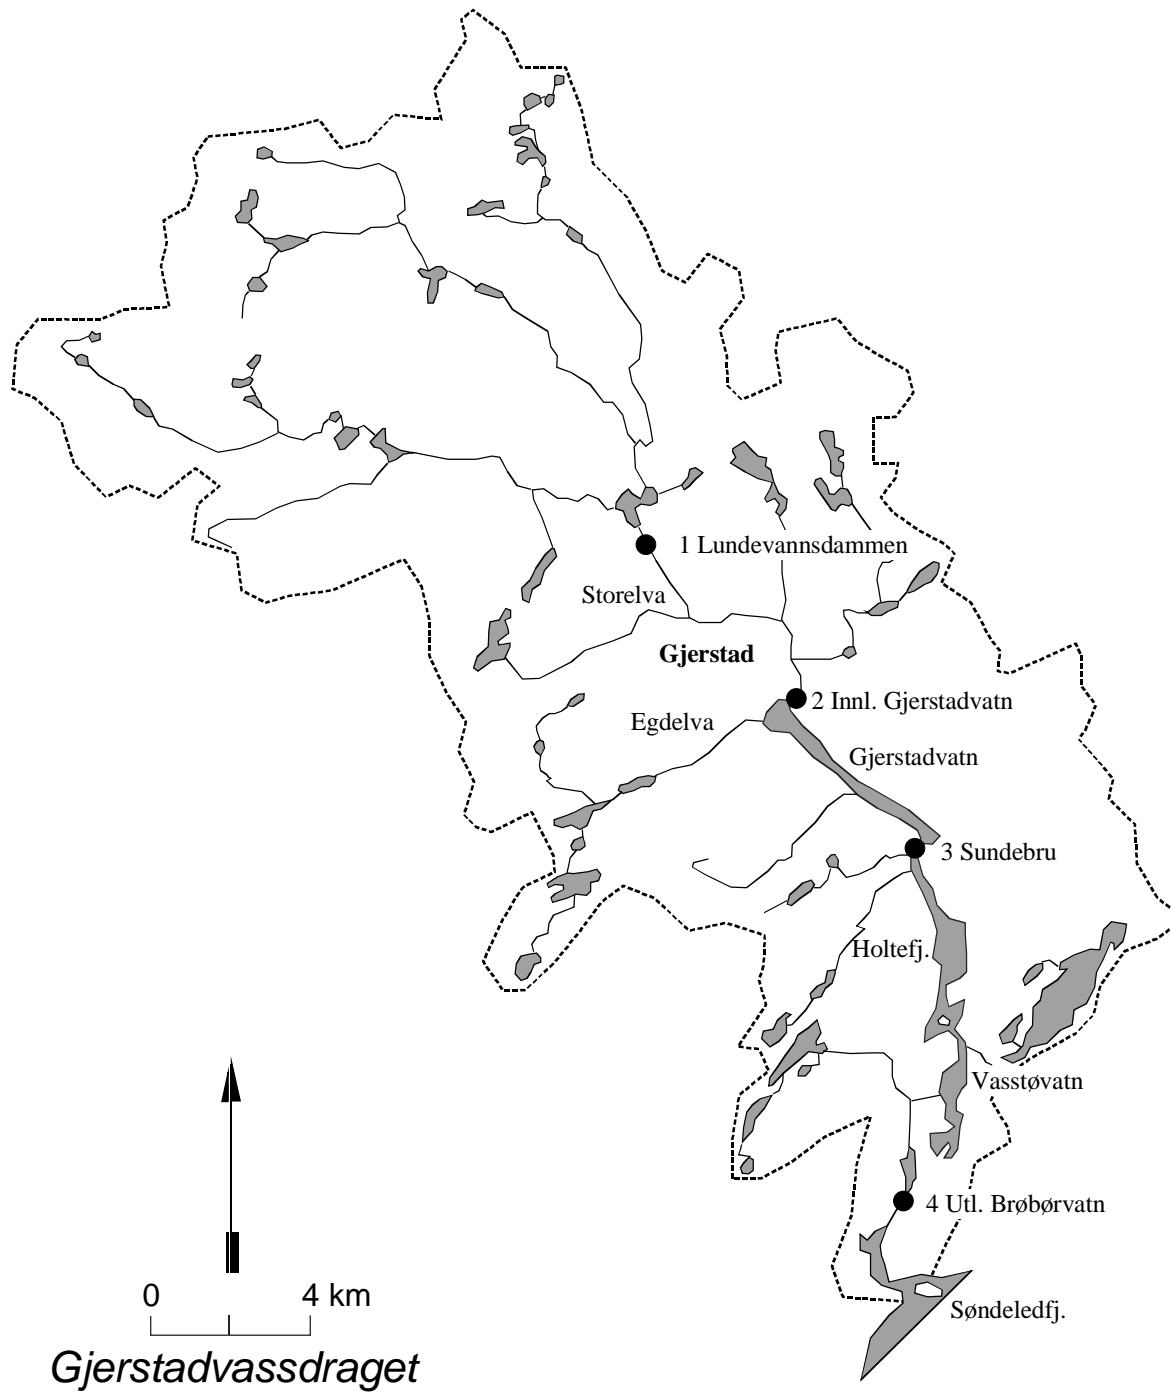 1 Lundevannsdammen
Storelva
Gjerstad
2 Innl. Gjerstadvatn
Egdelva
Gjerstadvatn
3 Sundebru
Holtefj.
Vasstøvatn
4 Utl. Brøbørvatn
0 4 km
Søndeledfj.
Gjerstadvassdraget